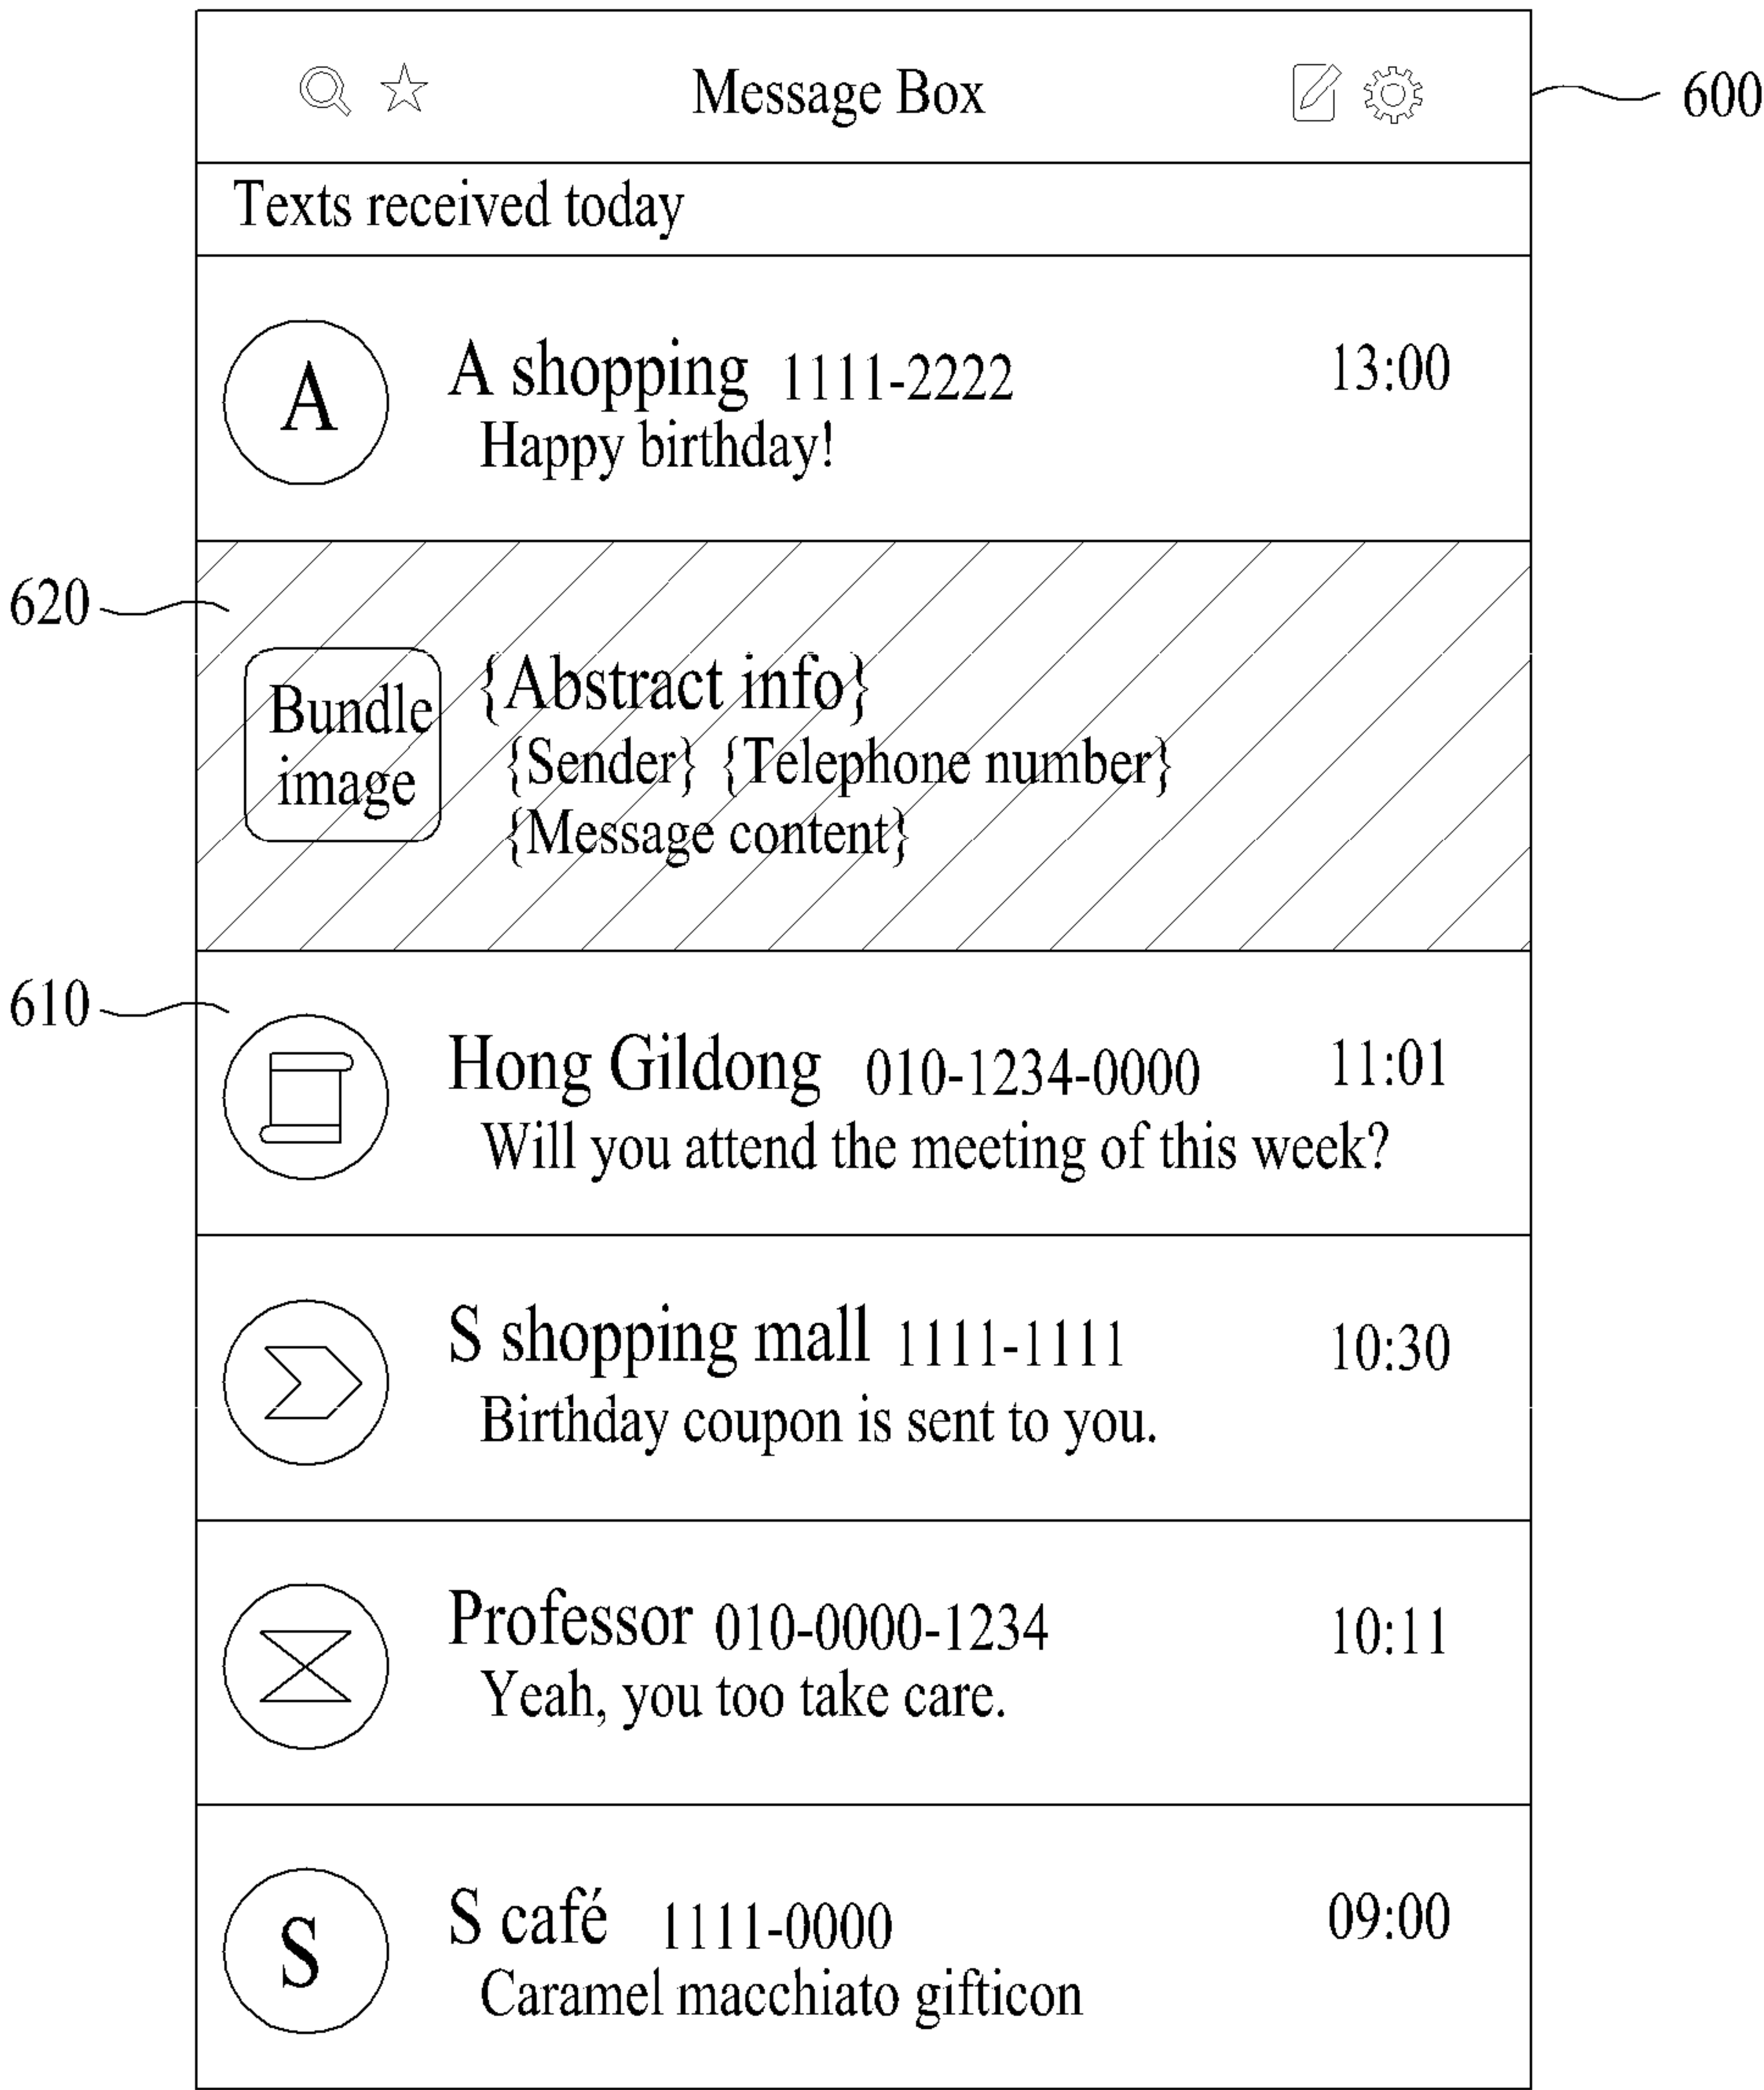 Message Box
600
Texts received today
A
A shopping 1111-2222 13:00
Happy birthday!
620
Bundle
image
{Abstract info}
{Sender} {Telephone number}
{Message content}
610
Hong Gildong 010-1234-0000 11:01
Will you attend the meeting of this week?
S shopping mall 1111-1111 10:30
Birthday coupon is sent to you.
Professor 010-0000-1234 10:11
Yeah, you too take care.
S
S café 1111-0000 09:00
Caramel macchiato gifticon